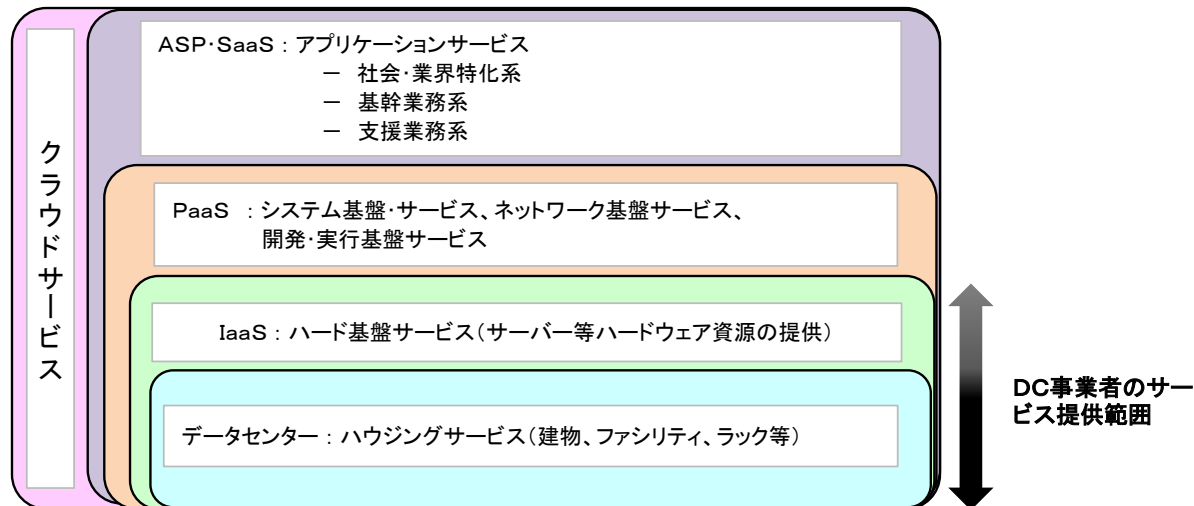 クラウドサービス
ASP・SaaS：アプリケーションサービス
－ 社会・業界特化系
－ 基幹業務系
－ 支援業務系
PaaS ：システム基盤・サービス、ネットワーク基盤サービス、
開発・実行基盤サービス
IaaS：ハード基盤サービス（サーバー等ハードウェア資源の提供）
データセンター：ハウジングサービス（建物、ファシリティ、ラック等）
DC事業者のサー
ビス提供範囲